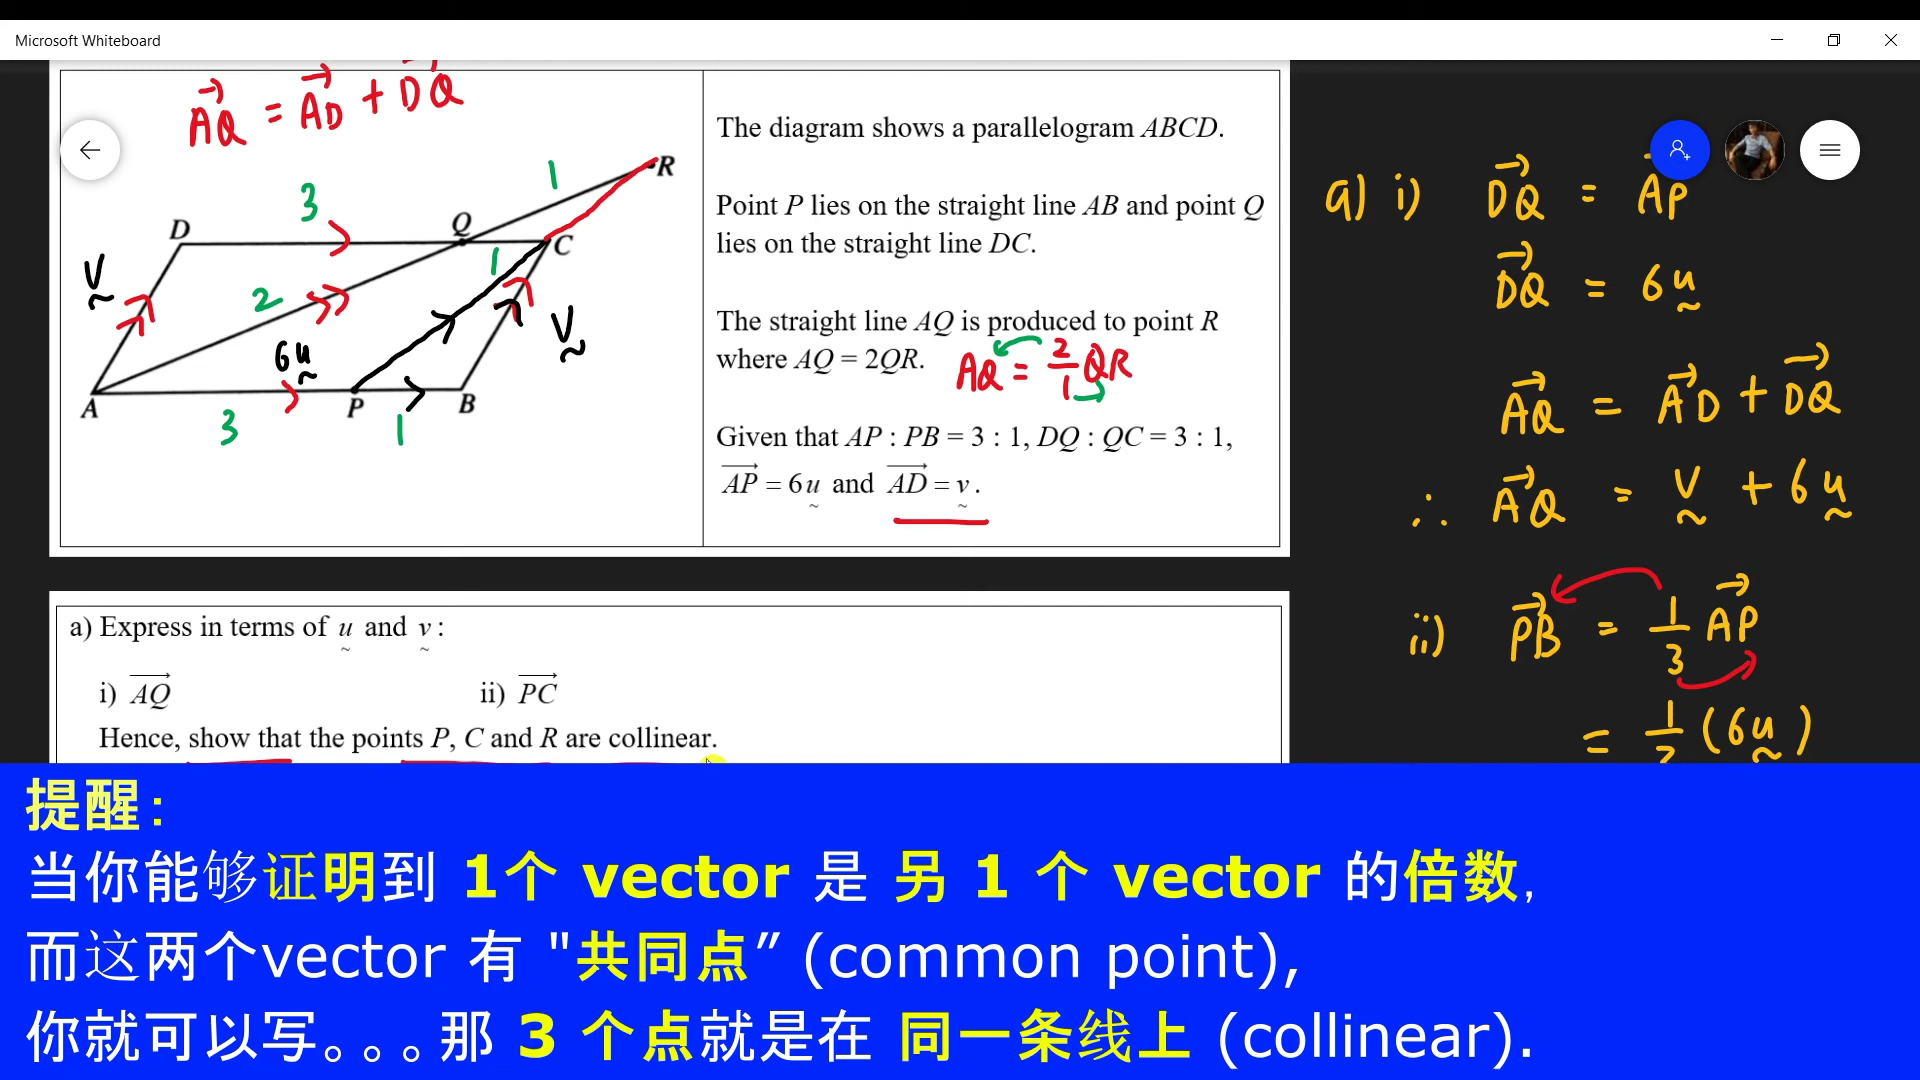 Microsoft Whiteboard
AQ = AD + DQ
The diagram shows a parallelogram ABCD.
Point P lies on the straight line AB and point Q
lies on the straight line DC.
The straight line AQ is produced to point R
where AQ = 2QR.
AQ = 2/1 QR
Given that AP : PB = 3 : 1, DQ : QC = 3 : 1,
AP = 6u and AD = v.
R
1
3
D
Q
C
v
1
2
v
6u
A
3
P
1
B
a) Express in terms of u and v :
i) AQ ii) PC
Hence, show that the points P, C and R are collinear.
a) i) DQ = AP
DQ = 6u
AQ = AD + DQ
∴ AQ = v + 6u
ii) PB = 1/3 AP
= 1/3 (6u)
提醒:
当你能够证明到 1个 vector 是 另 1 个 vector 的倍数,
而这两个vector 有 "共同点” (common point),
你就可以写。。。那 3 个点就是在 同一条线上 (collinear).